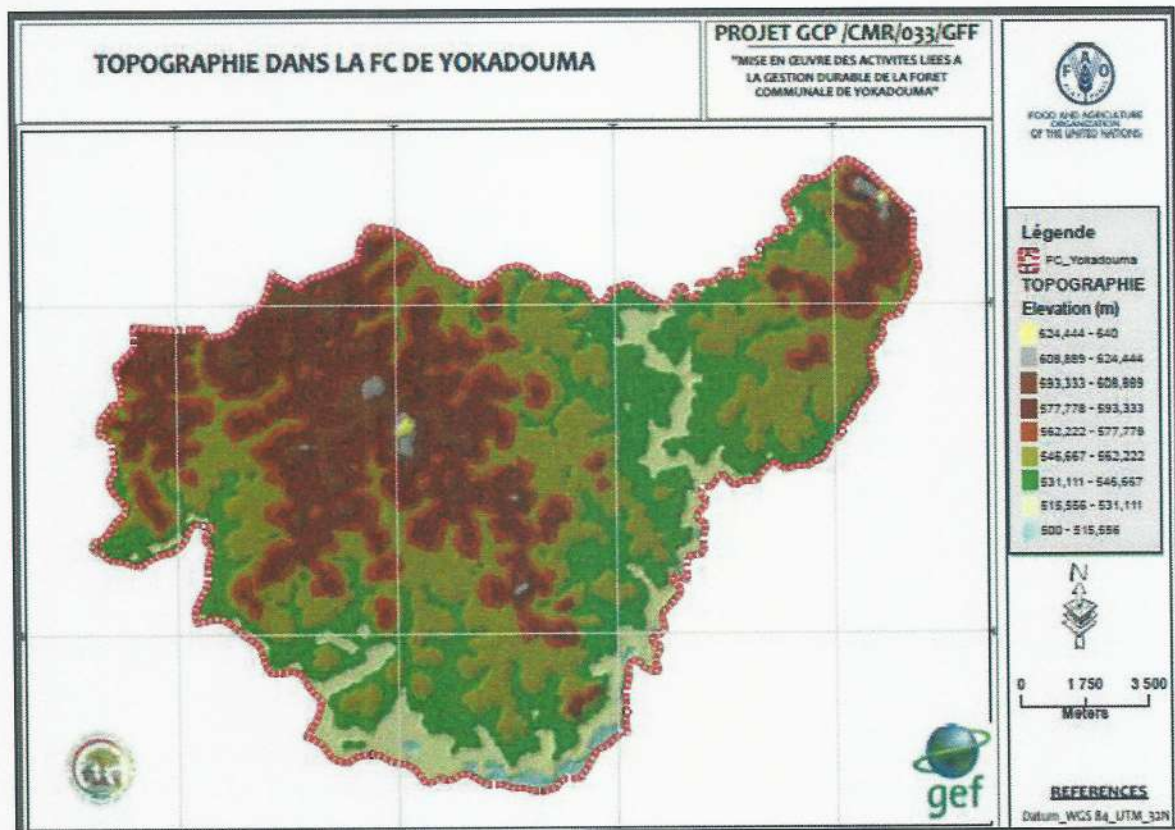 TOPOGRAPHIE DANS LA FC DE YOKADOUMA
PROJET GCP /CMR/033/GFF
"MISE EN ŒUVRE DES ACTIVITES LIEES A
LA GESTION DURABLE DE LA FORET
COMMUNALE DE YOKADOUMA"
FAO
FOOD AND AGRICULTURE
ORGANIZATION
OF THE UNITED NATIONS
Légende
FC_Yokadouma
TOPOGRAPHIE
Elevation (m)
624,444 - 640
608,889 - 624,444
593,333 - 608,889
577,778 - 593,333
562,222 - 577,778
546,667 - 562,222
531,111 - 546,667
515,556 - 531,111
500 - 515,556
N
0 1 750 3 500
Meters
gef
REFERENCES
Datum_WGS 84_UTM_32N